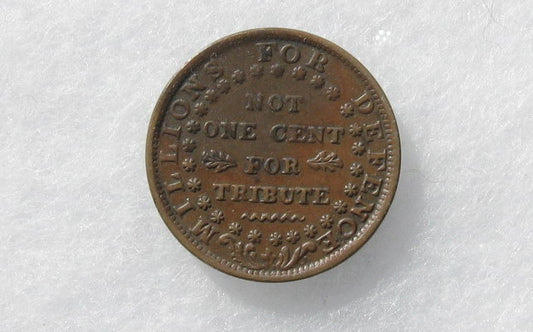 MILLIONS FOR DEFENCE
NOT
ONE CENT
FOR
TRIBUTE